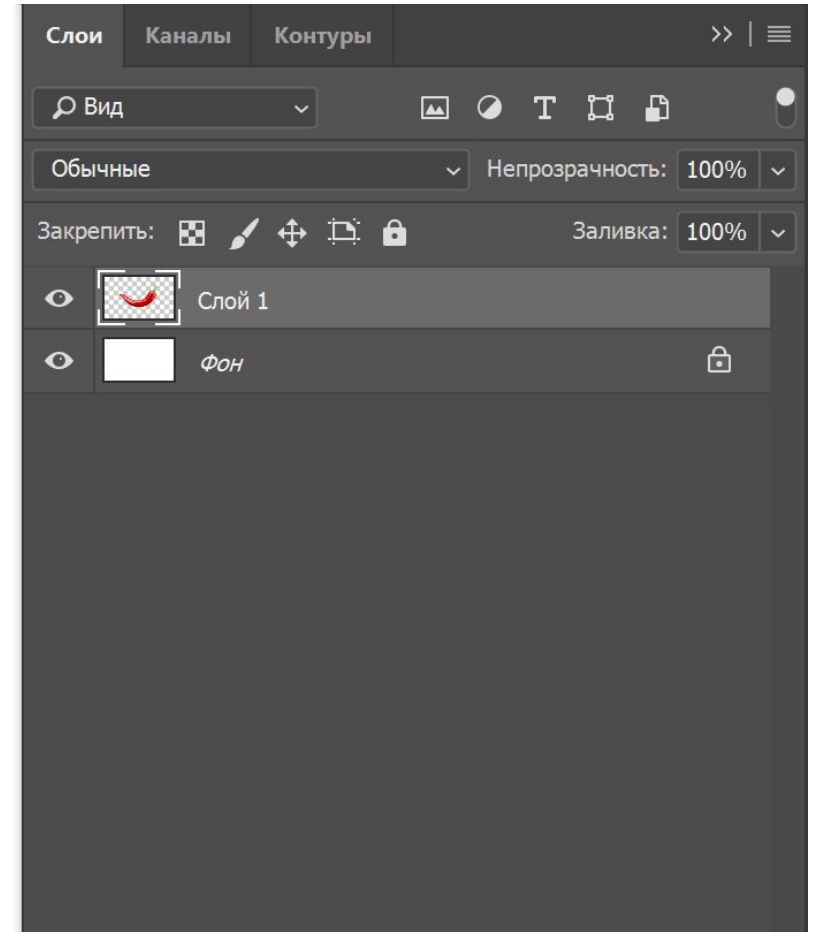 Слои Каналы Контуры
Вид
Обычные Непрозрачность: 100%
Закрепить: Заливка: 100%
Слой 1
Фон